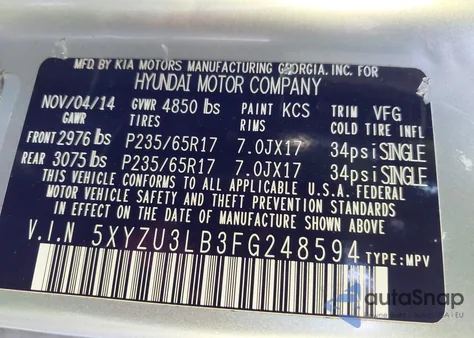 MFD. BY KIA MOTORS MANUFACTURING GEORGIA, INC. FOR
HYUNDAI MOTOR COMPANY
NOV/04/14 GVWR 4850 lbs PAINT KCS TRIM VFG
GAWR TIRES RIMS COLD TIRE INFL
FRONT 2976 lbs P235/65R17 7.0JX17 34psi SINGLE
REAR 3075 lbs P235/65R17 7.0JX17 34psi SINGLE
THIS VEHICLE CONFORMS TO ALL APPLICABLE U.S.A. FEDERAL
MOTOR VEHICLE SAFETY AND THEFT PREVENTION STANDARDS
IN EFFECT ON THE DATE OF MANUFACTURE SHOWN ABOVE.
V.I.N 5XYZU3LB3FG248594 TYPE:MPV
autaSnap